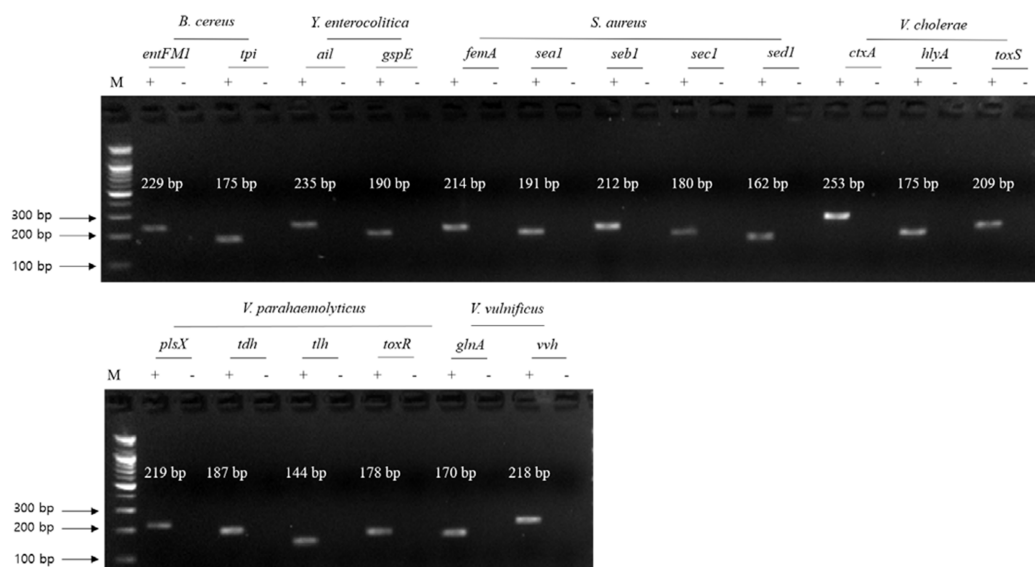 B. cereus Y. enterocolitica S. aureus V. cholerae
entFM1 tpi ail gspE femA sea1 seb1 sec1 sed1 ctxA hlyA toxS
M + - + - + - + - + - + - + - + - + - + - + - + -
229 bp 175 bp 235 bp 190 bp 214 bp 191 bp 212 bp 180 bp 162 bp 253 bp 175 bp 209 bp
300 bp
200 bp
100 bp
V. parahaemolyticus V. vulnificus
plsX tdh tlh toxR glnA vvh
M + - + - + - + - + - + -
219 bp 187 bp 144 bp 178 bp 170 bp 218 bp
300 bp
200 bp
100 bp